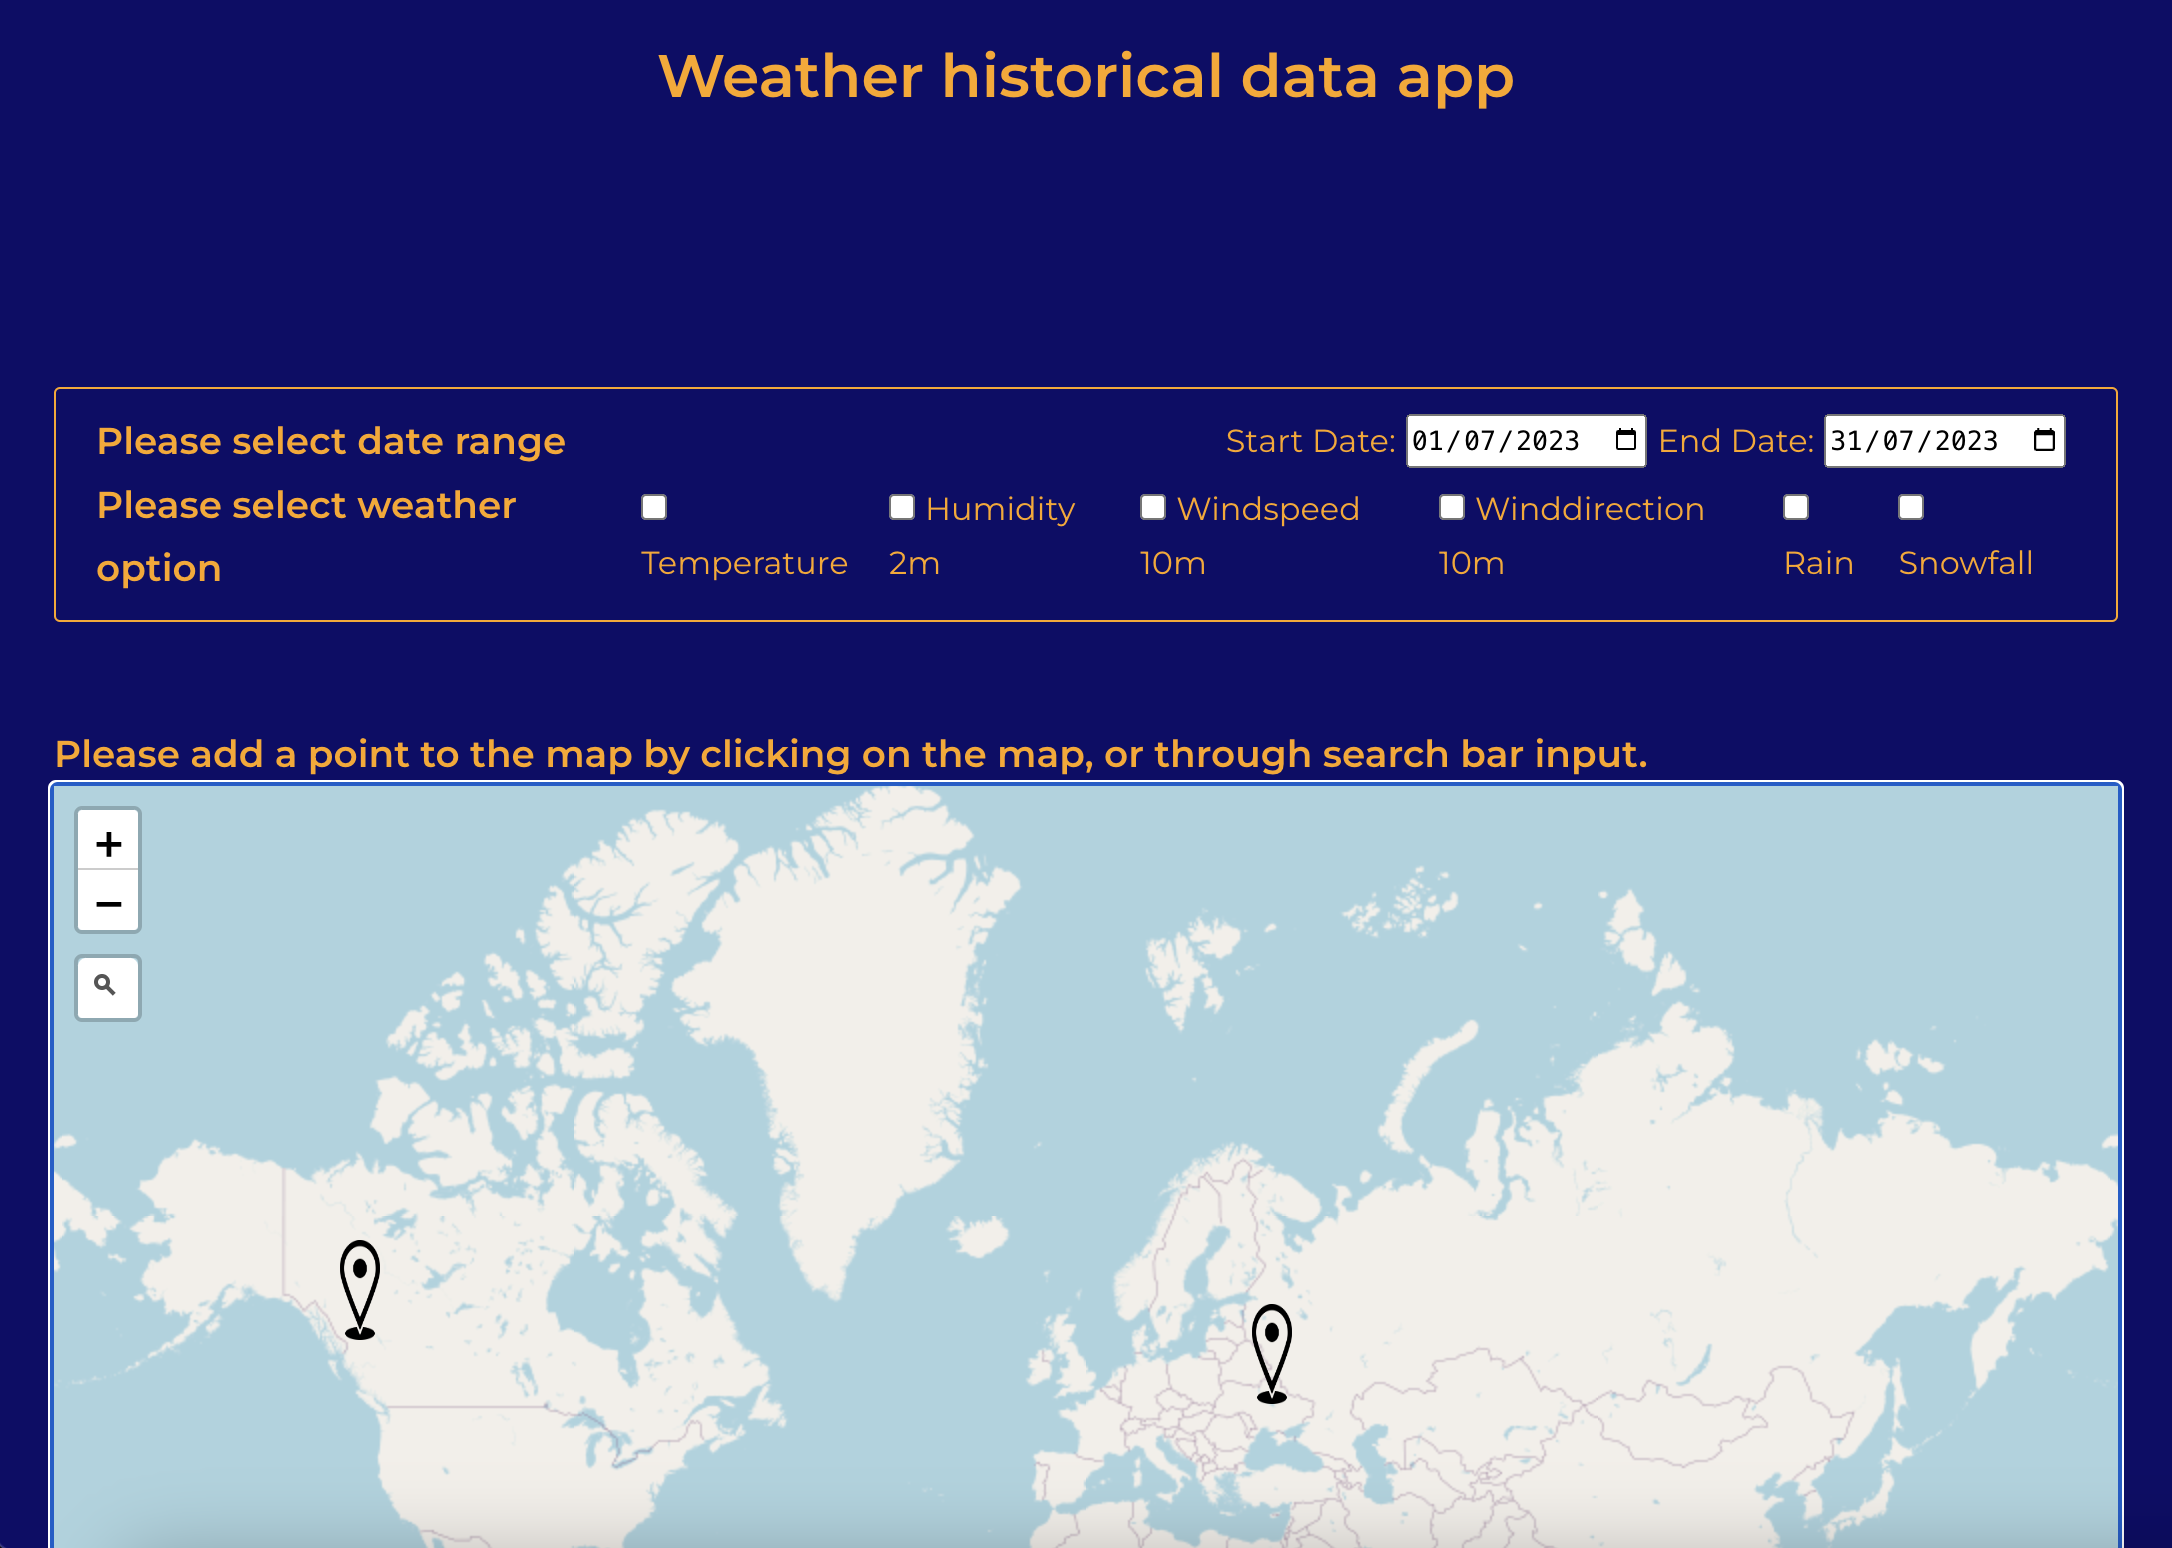 Weather historical data app
Please select date range
Start Date: 01/07/2023 End Date: 31/07/2023
Please select weather
option
Temperature
Humidity
2m
Windspeed
10m
Winddirection
10m
Rain
Snowfall
Please add a point to the map by clicking on the map, or through search bar input.
+
−